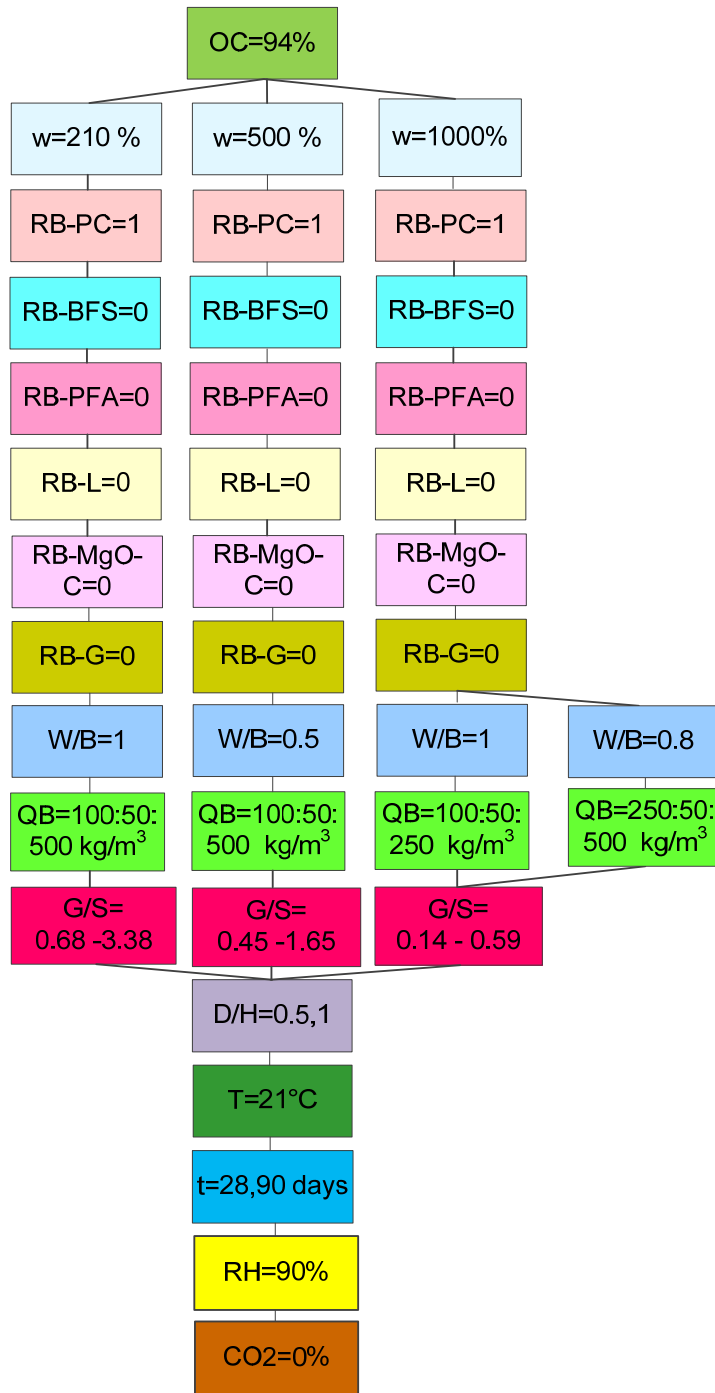 OC=94%
w=210 %
w=500 %
w=1000%
RB-PC=1
RB-PC=1
RB-PC=1
RB-BFS=0
RB-BFS=0
RB-BFS=0
RB-PFA=0
RB-PFA=0
RB-PFA=0
RB-L=0
RB-L=0
RB-L=0
RB-MgO-
C=0
RB-MgO-
C=0
RB-MgO-
C=0
RB-G=0
RB-G=0
RB-G=0
W/B=1
W/B=0.5
W/B=1
W/B=0.8
QB=100:50:
500 kg/m³
QB=100:50:
500 kg/m³
QB=100:50:
250 kg/m³
QB=250:50:
500 kg/m³
G/S=
0.68 -3.38
G/S=
0.45 -1.65
G/S=
0.14 - 0.59
D/H=0.5,1
T=21°C
t=28,90 days
RH=90%
CO2=0%